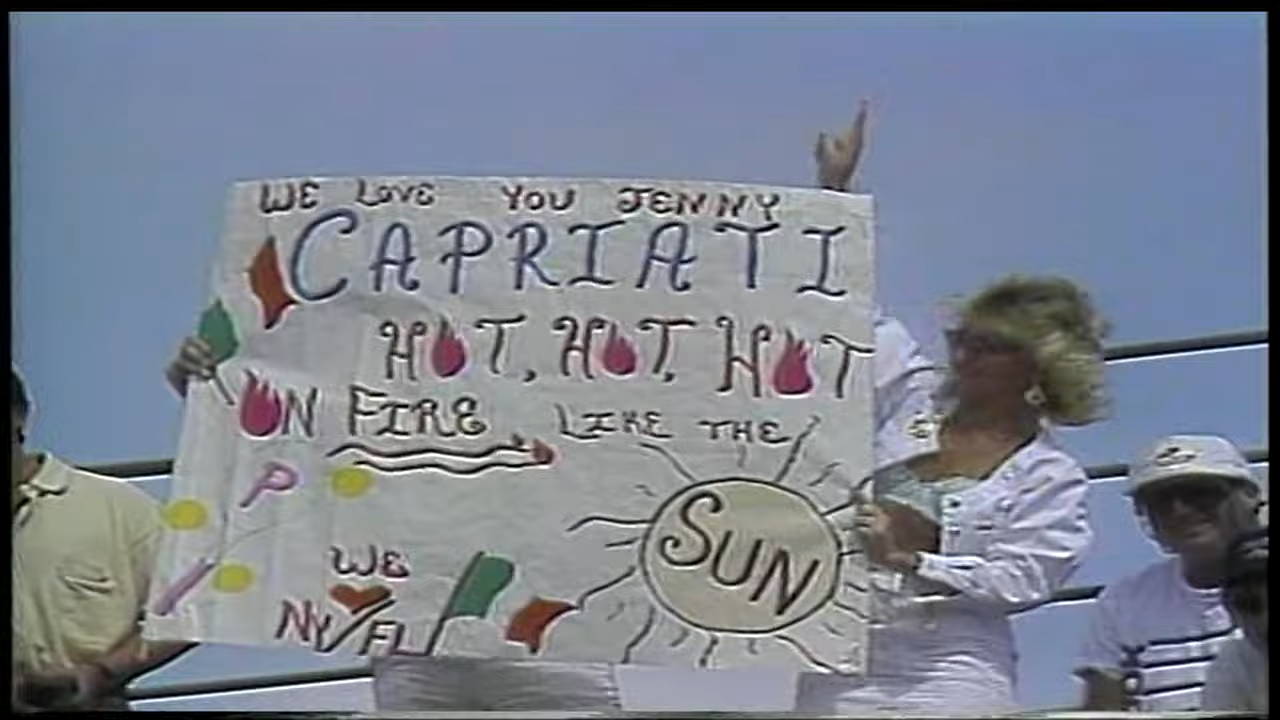 WE LOVE YOU JENNY
CAPRIATI
HOT, HOT, HOT
ON FIRE LIKE THE
SUN
WE
NY/FL